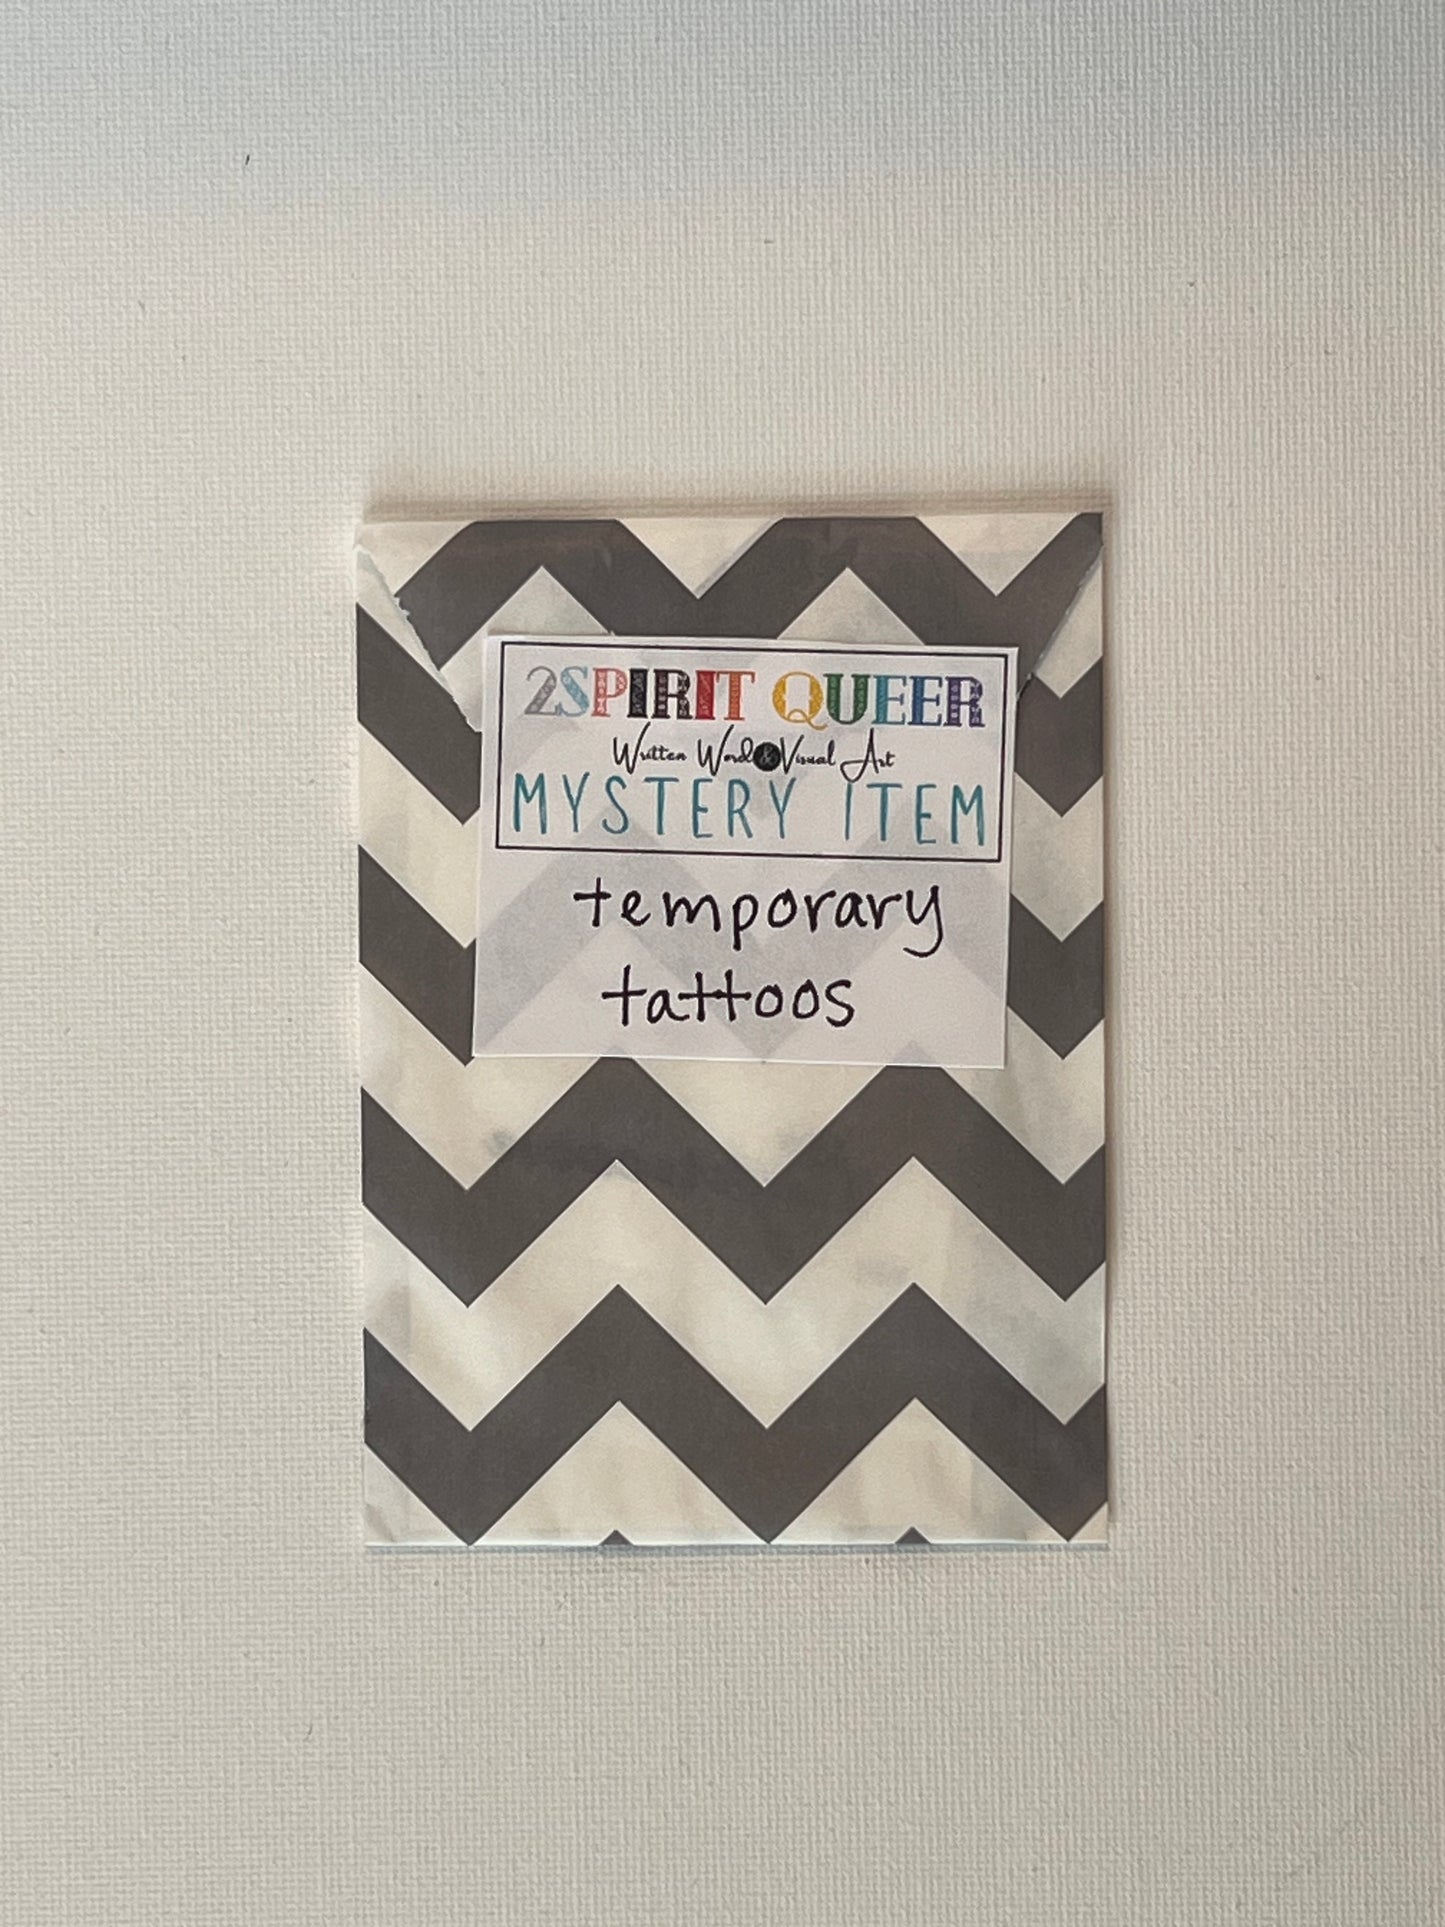 2SPIRIT QUEER
Written Word & Visual Art
MYSTERY ITEM
temporary
tattoos